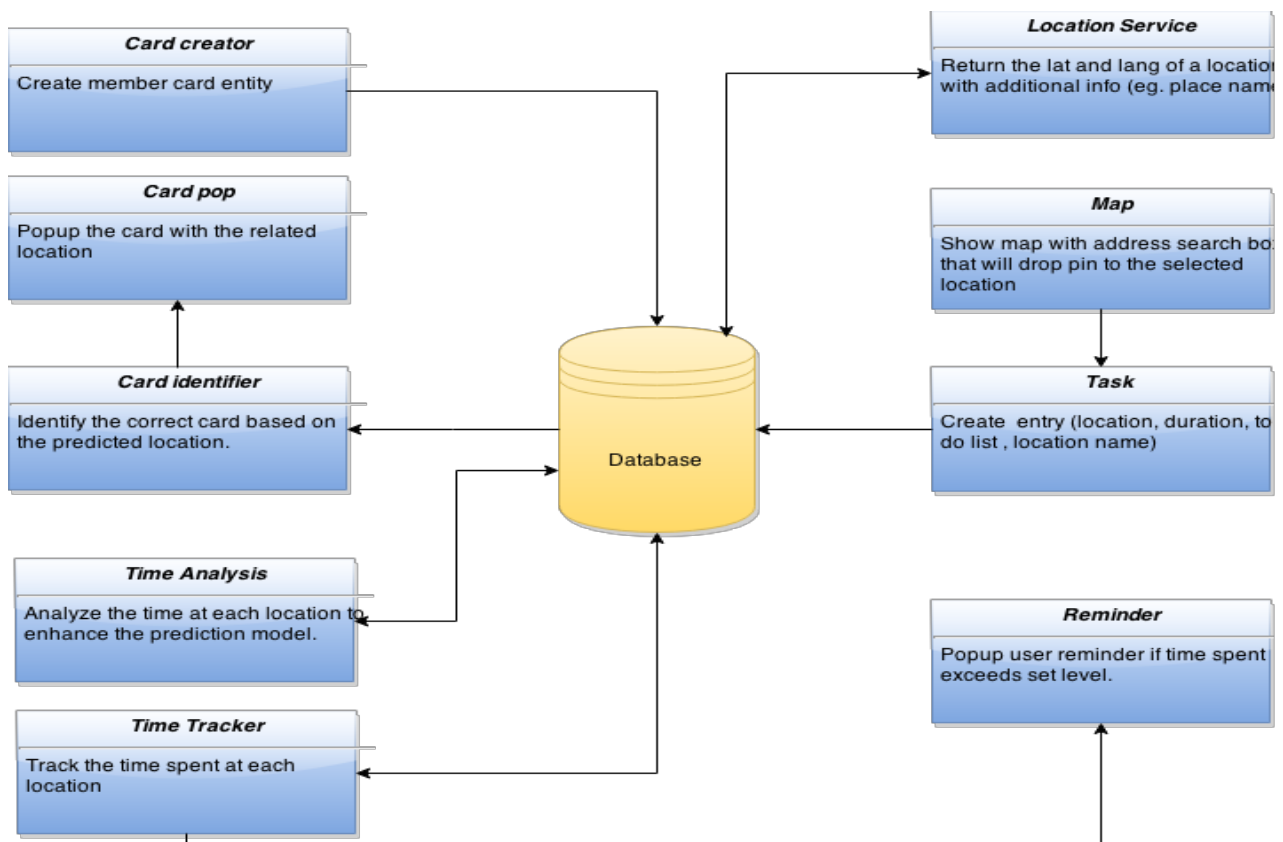 Card creator
Create member card entity
Card pop
Popup the card with the related
location
Card identifier
Identify the correct card based on
the predicted location.
Time Analysis
Analyze the time at each location to
enhance the prediction model.
Time Tracker
Track the time spent at each
location
Database
Location Service
Return the lat and lang of a location
with additional info (eg. place name
Map
Show map with address search box
that will drop pin to the selected
location
Task
Create entry (location, duration, to
do list , location name)
Reminder
Popup user reminder if time spent
exceeds set level.